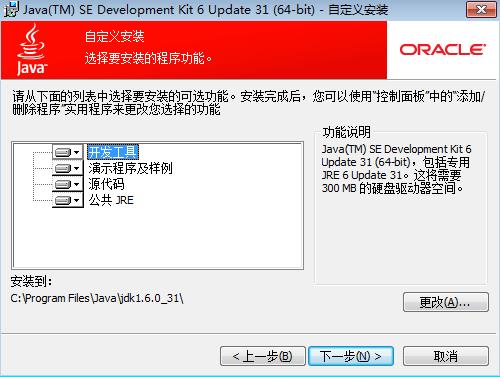 Java(TM) SE Development Kit 6 Update 31 (64-bit) - 自定义安装
自定义安装
选择要安装的程序功能。
Java
ORACLE
请从下面的列表中选择要安装的可选功能。安装完成后，您可以使用“控制面板”中的“添加/
删除程序”实用程序来更改您选择的功能
开发工具
演示程序及样例
源代码
公共 JRE
功能说明
Java(TM) SE Development Kit 6
Update 31 (64-bit)，包括专用
JRE 6 Update 31。这将需要
300 MB 的硬盘驱动器空间。
安装到:
C:\Program Files\Java\jdk1.6.0_31\
更改(A)...
< 上一步(B)
下一步(N) >
取消